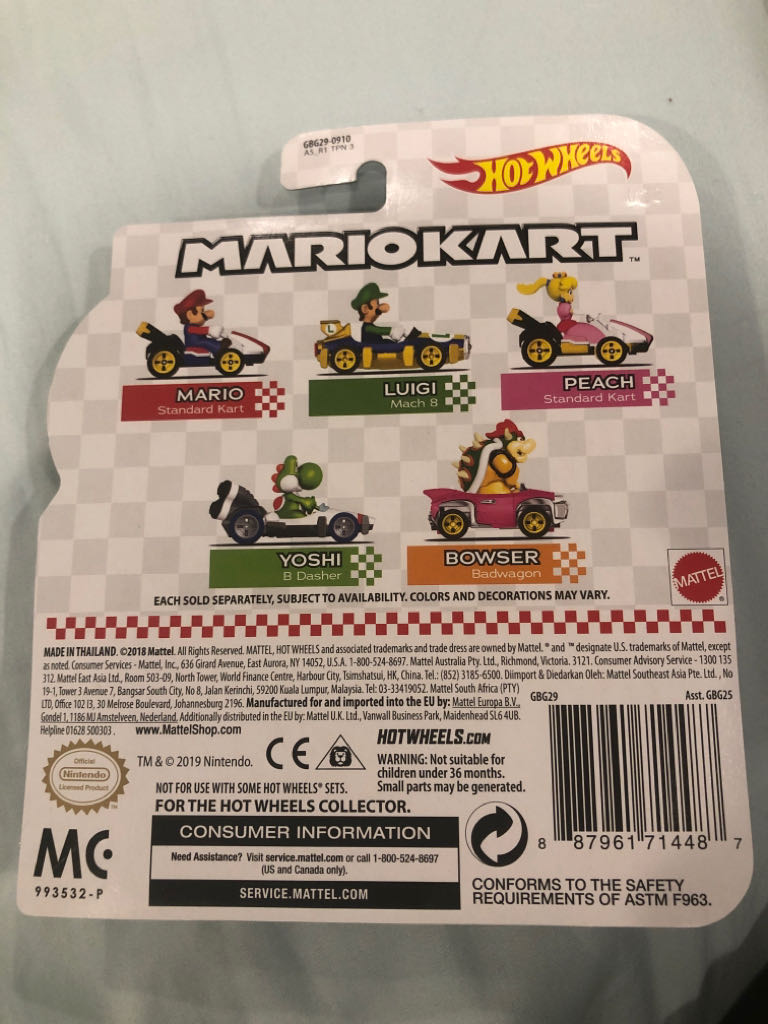 GBG29-0910
A5_R1 TPN 3
HOT WHEELS
MARIOKART™
L
MARIO
Standard Kart
LUIGI
Mach 8
PEACH
Standard Kart
YOSHI
B Dasher
BOWSER
Badwagon
MATTEL®
EACH SOLD SEPARATELY, SUBJECT TO AVAILABILITY. COLORS AND DECORATIONS MAY VARY.
MADE IN THAILAND. ©2018 Mattel. All Rights Reserved. MATTEL, HOT WHEELS and associated trademarks and trade dress are owned by Mattel. ® and ™ designate U.S. trademarks of Mattel, except
as noted. Consumer Services - Mattel, Inc., 636 Girard Avenue, East Aurora, NY 14052, U.S.A. 1-800-524-8697. Mattel Australia Pty. Ltd., Richmond, Victoria. 3121. Consumer Advisory Service - 1300 135
312. Mattel East Asia Ltd., Room 503-09, North Tower, World Finance Centre, Harbour City, Tsimshatsui, HK, China. Tel.: (852) 3185-6500. Diimport & Diedarkan Oleh: Mattel Southeast Asia Pte. Ltd., No
19-1, Tower 3 Avenue 7, Bangsar South City, No 8, Jalan Kerinchi, 59200 Kuala Lumpur, Malaysia. Tel: 03-33419052. Mattel South Africa (PTY)
LTD, Office 102 I3, 30 Melrose Boulevard, Johannesburg 2196. Manufactured for and imported into the EU by: Mattel Europa B.V.,
Gondel 1, 1186 MJ Amstelveen, Nederland. Additionally distributed in the EU by: Mattel U.K. Ltd., Vanwall Business Park, Maidenhead SL6 4UB.
Helpline 01628 500303. www.MattelShop.com
GBG29 Asst. GBG25
Official
Nintendo
Licensed Product
™
TM & © 2019 Nintendo.
CE
HOTWHEELS.COM
WARNING: Not suitable for
children under 36 months.
Small parts may be generated.
NOT FOR USE WITH SOME HOT WHEELS® SETS.
FOR THE HOT WHEELS COLLECTOR.
CONSUMER INFORMATION
Need Assistance? Visit service.mattel.com or call 1-800-524-8697
(US and Canada only).
SERVICE.MATTEL.COM
MC
993532-P
8 87961 71448 7
CONFORMS TO THE SAFETY
REQUIREMENTS OF ASTM F963.